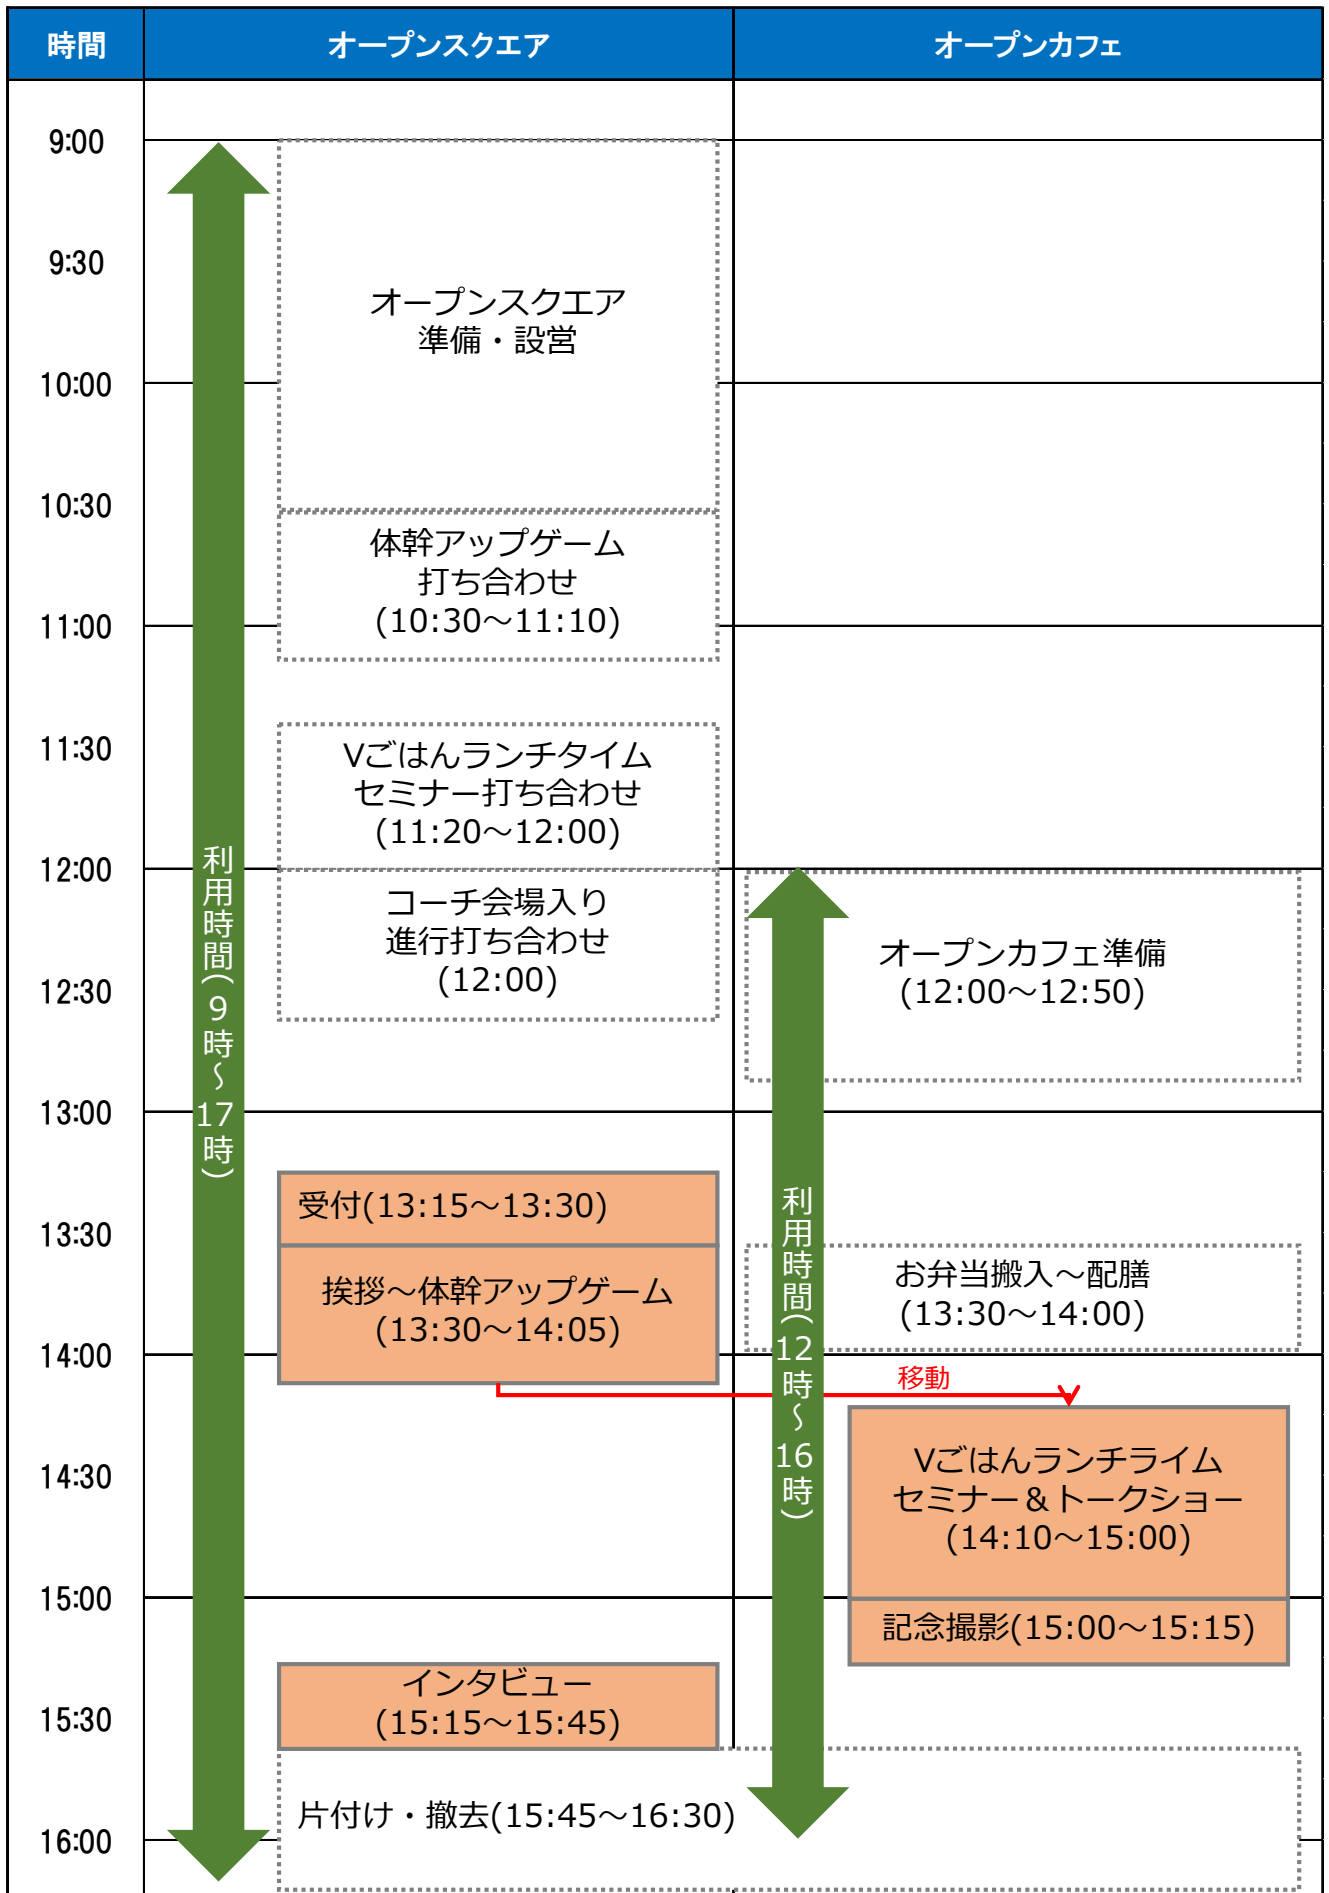 時間 オープンスクエア オープンカフェ
9:00
9:30
オープンスクエア
準備・設営
10:00
10:30
体幹アップゲーム
打ち合わせ
(10:30～11:10)
11:00
11:30
Vごはんランチタイム
セミナー打ち合わせ
(11:20～12:00)
12:00
コーチ会場入り
進行打ち合わせ
(12:00)
オープンカフェ準備
(12:00～12:50)
12:30
利用時間(9時～17時)
13:00
受付(13:15～13:30)
13:30
挨拶～体幹アップゲーム
(13:30～14:05)
お弁当搬入～配膳
(13:30～14:00)
利用時間(12時～16時)
14:00
移動
14:30
Vごはんランチライム
セミナー＆トークショー
(14:10～15:00)
15:00
記念撮影(15:00～15:15)
インタビュー
(15:15～15:45)
15:30
片付け・撤去(15:45～16:30)
16:00